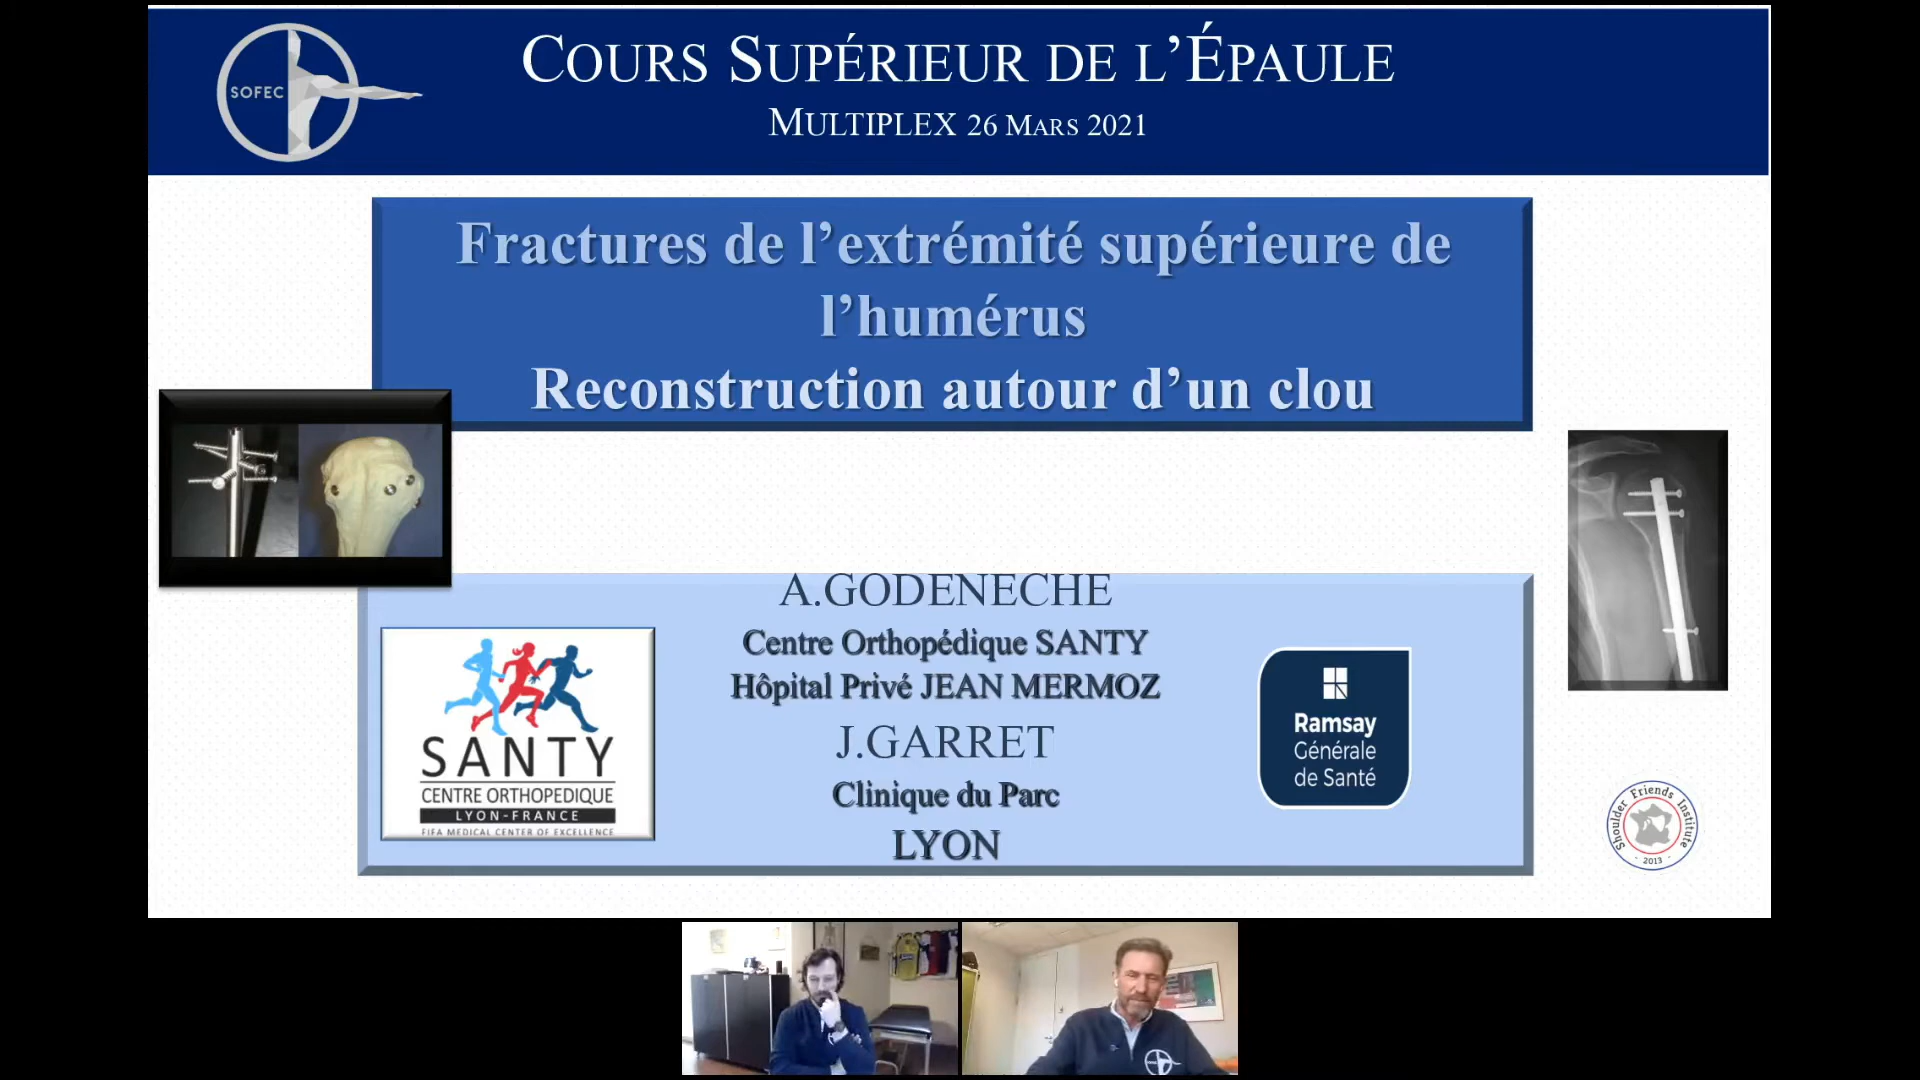 SOFEC
COURS SUPÉRIEUR DE L’ÉPAULE
MULTIPLEX 26 MARS 2021
Fractures de l’extrémité supérieure de
l’humérus
Reconstruction autour d’un clou
A.GODENECHE
Centre Orthopédique SANTY
Hôpital Privé JEAN MERMOZ
J.GARRET
Clinique du Parc
LYON
SANTY
CENTRE ORTHOPEDIQUE
LYON-FRANCE
FIFA MEDICAL CENTER OF EXCELLENCE
Ramsay
Générale
de Santé
Shoulder Friends Institute
- 2013 -